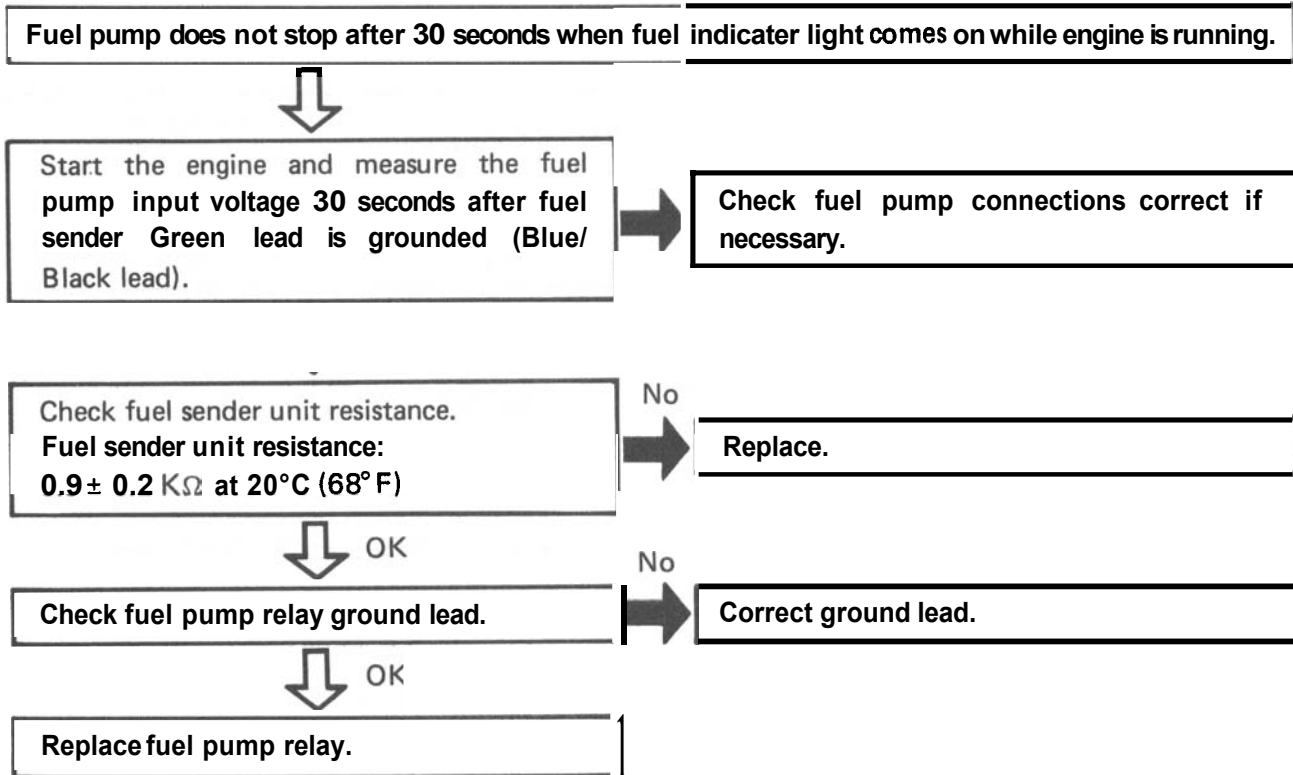 Fuel pump does not stop after 30 seconds when fuel indicater light comes on while engine is running.
Start the engine and measure the fuel
pump input voltage 30 seconds after fuel
sender Green lead is grounded (Blue/
Black lead).
Check fuel pump connections correct if
necessary.
Check fuel sender unit resistance.
Fuel sender unit resistance:
0.9 ± 0.2 KΩ at 20°C (68°F)
No
Replace.
OK
Check fuel pump relay ground lead.
No
Correct ground lead.
OK
Replace fuel pump relay.